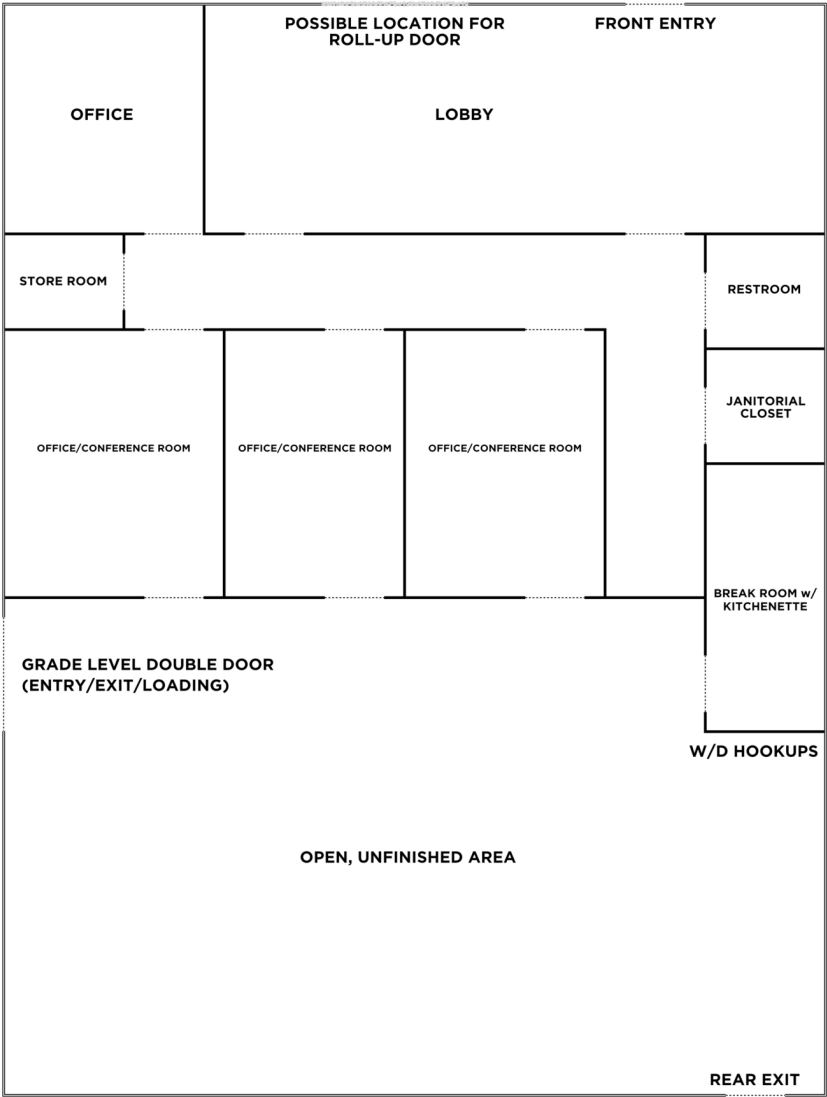 POSSIBLE LOCATION FOR
ROLL-UP DOOR
FRONT ENTRY
OFFICE
LOBBY
STORE ROOM
RESTROOM
JANITORIAL
CLOSET
OFFICE/CONFERENCE ROOM
OFFICE/CONFERENCE ROOM
OFFICE/CONFERENCE ROOM
BREAK ROOM w/
KITCHENETTE
GRADE LEVEL DOUBLE DOOR
(ENTRY/EXIT/LOADING)
W/D HOOKUPS
OPEN, UNFINISHED AREA
REAR EXIT